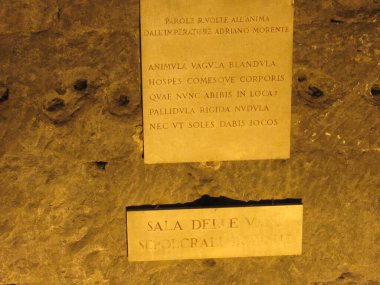 PAROLE RIVOLTE ALL'ANIMA
DALL'IMPERATORE ADRIANO MORENTE
ANIMVLA VAGVLA BLANDVLA
HOSPES COMESQVE CORPORIS
QVAE NVNC ABIBIS IN LOCA
PALLIDVLA RIGIDA NVDVLA
NEC VT SOLES DABIS IOCOS
SALA DELLE
SEPOLCRALI